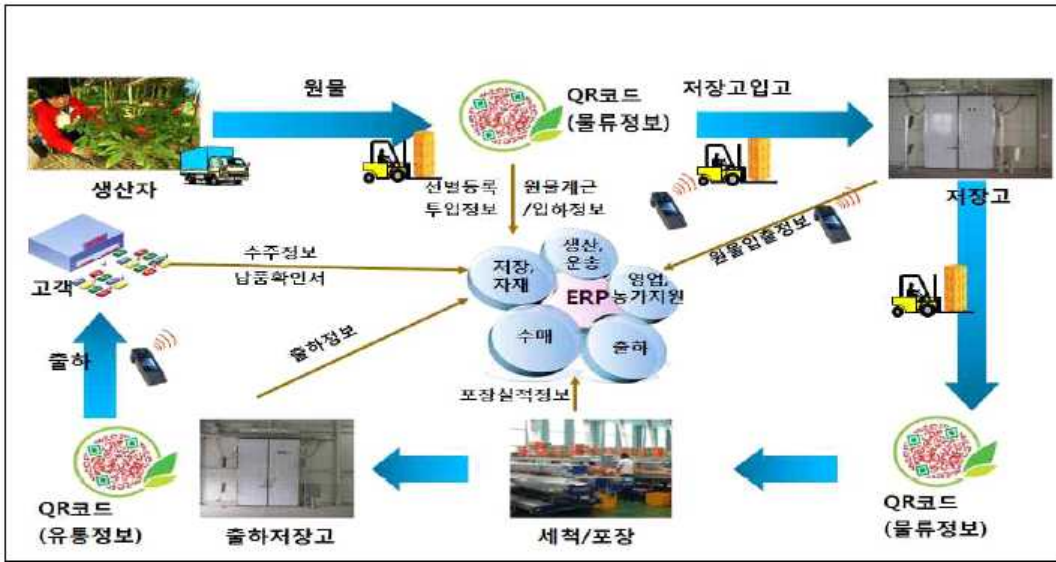 원물
QR코드
(물류정보)
저장고입고
생산자
선별등록
투입정보
원물계근
/입하정보
저장고
고객
수주정보
납품확인서
원물입출정보
저장,
자재
생산,
운송
영업,
농가지원
ERP
수매
출하
출하정보
출하
포장실적정보
QR코드
(유통정보)
출하저장고
세척/포장
QR코드
(물류정보)